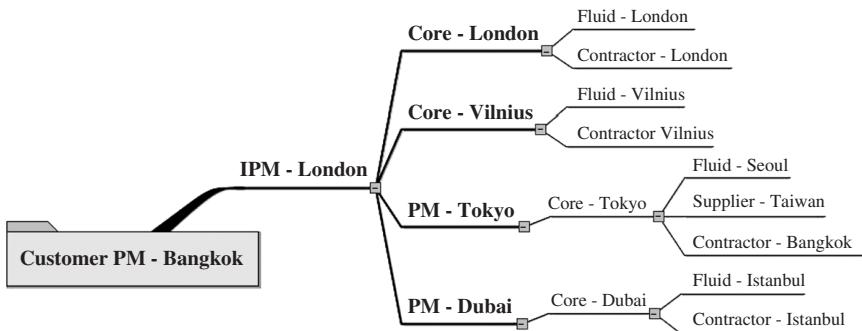 Customer PM - Bangkok
IPM - London
Core - London
Fluid - London
Contractor - London
Core - Vilnius
Fluid - Vilnius
Contractor Vilnius
PM - Tokyo
Core - Tokyo
Fluid - Seoul
Supplier - Taiwan
Contractor - Bangkok
PM - Dubai
Core - Dubai
Fluid - Istanbul
Contractor - Istanbul